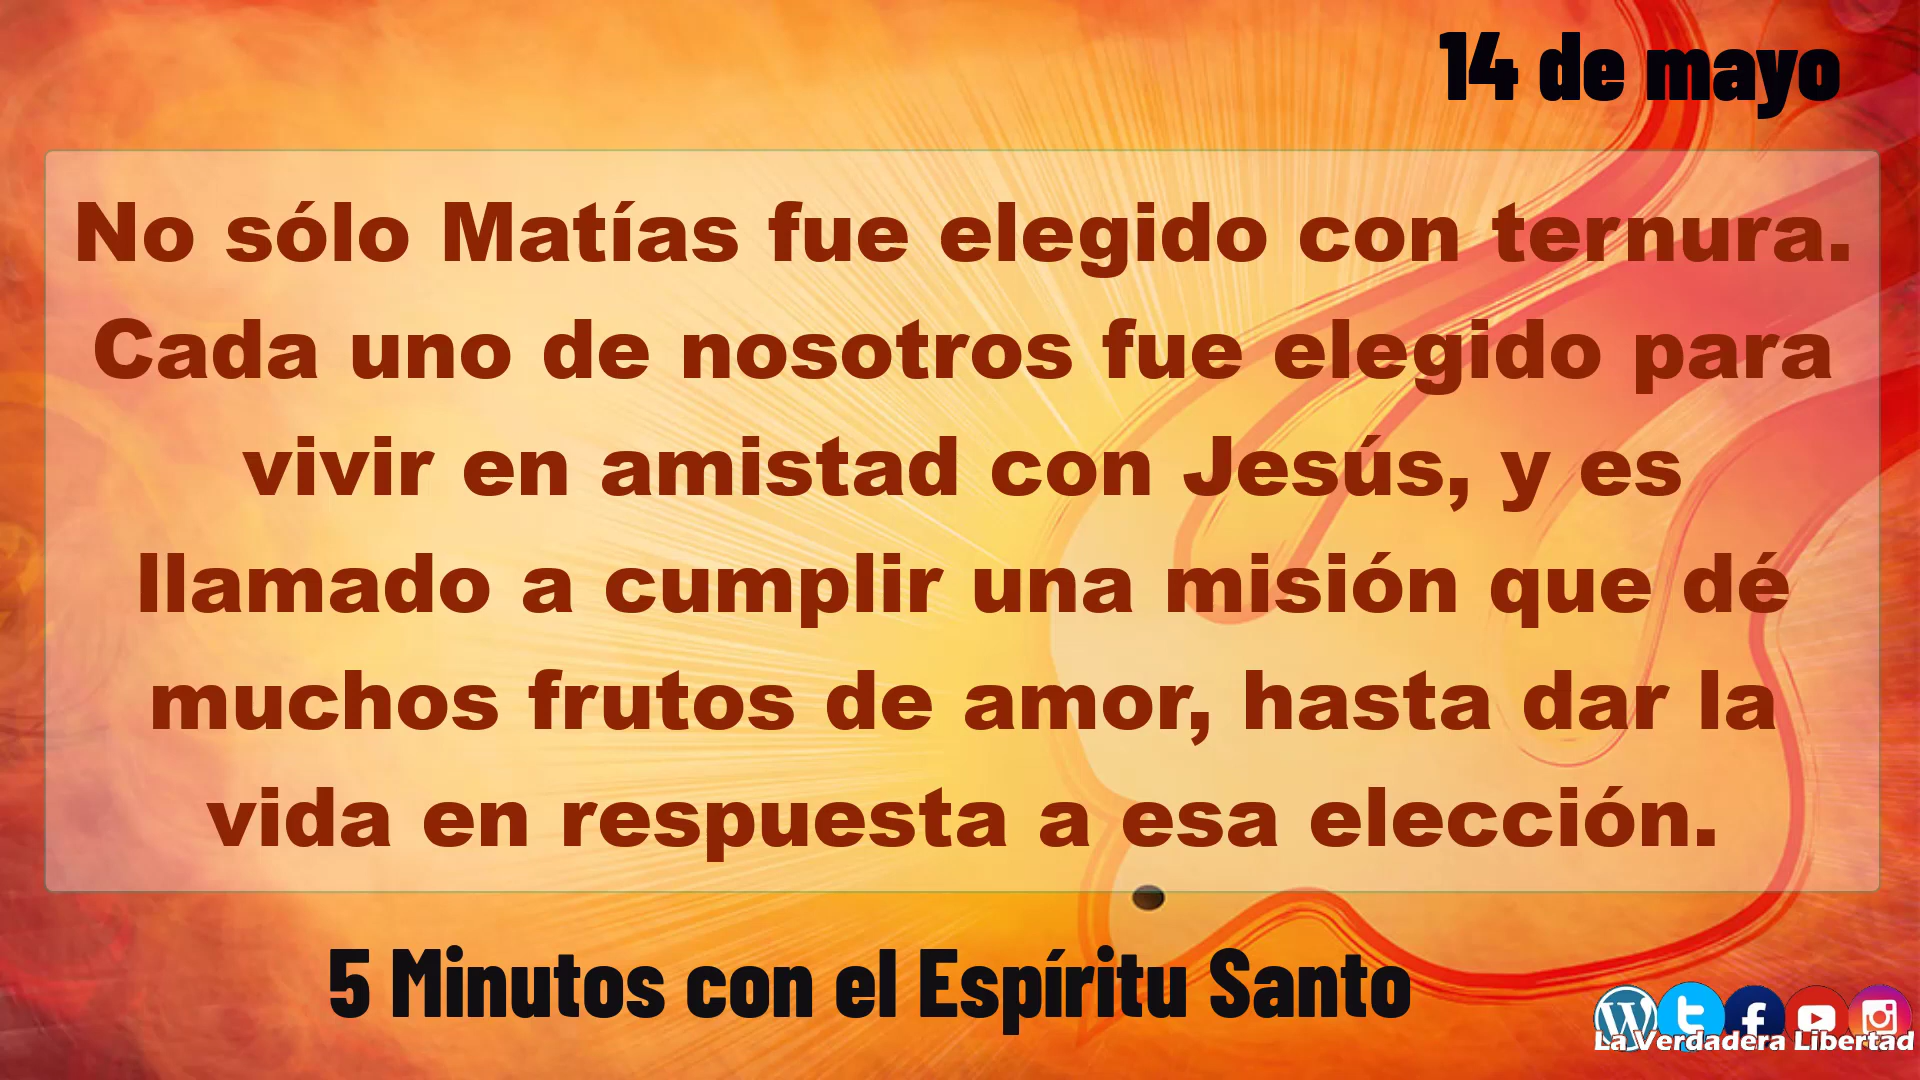 14 de mayo
No sólo Matías fue elegido con ternura.
Cada uno de nosotros fue elegido para
vivir en amistad con Jesús, y es
llamado a cumplir una misión que dé
muchos frutos de amor, hasta dar la
vida en respuesta a esa elección.
5 Minutos con el Espíritu Santo
La Verdadera Libertad